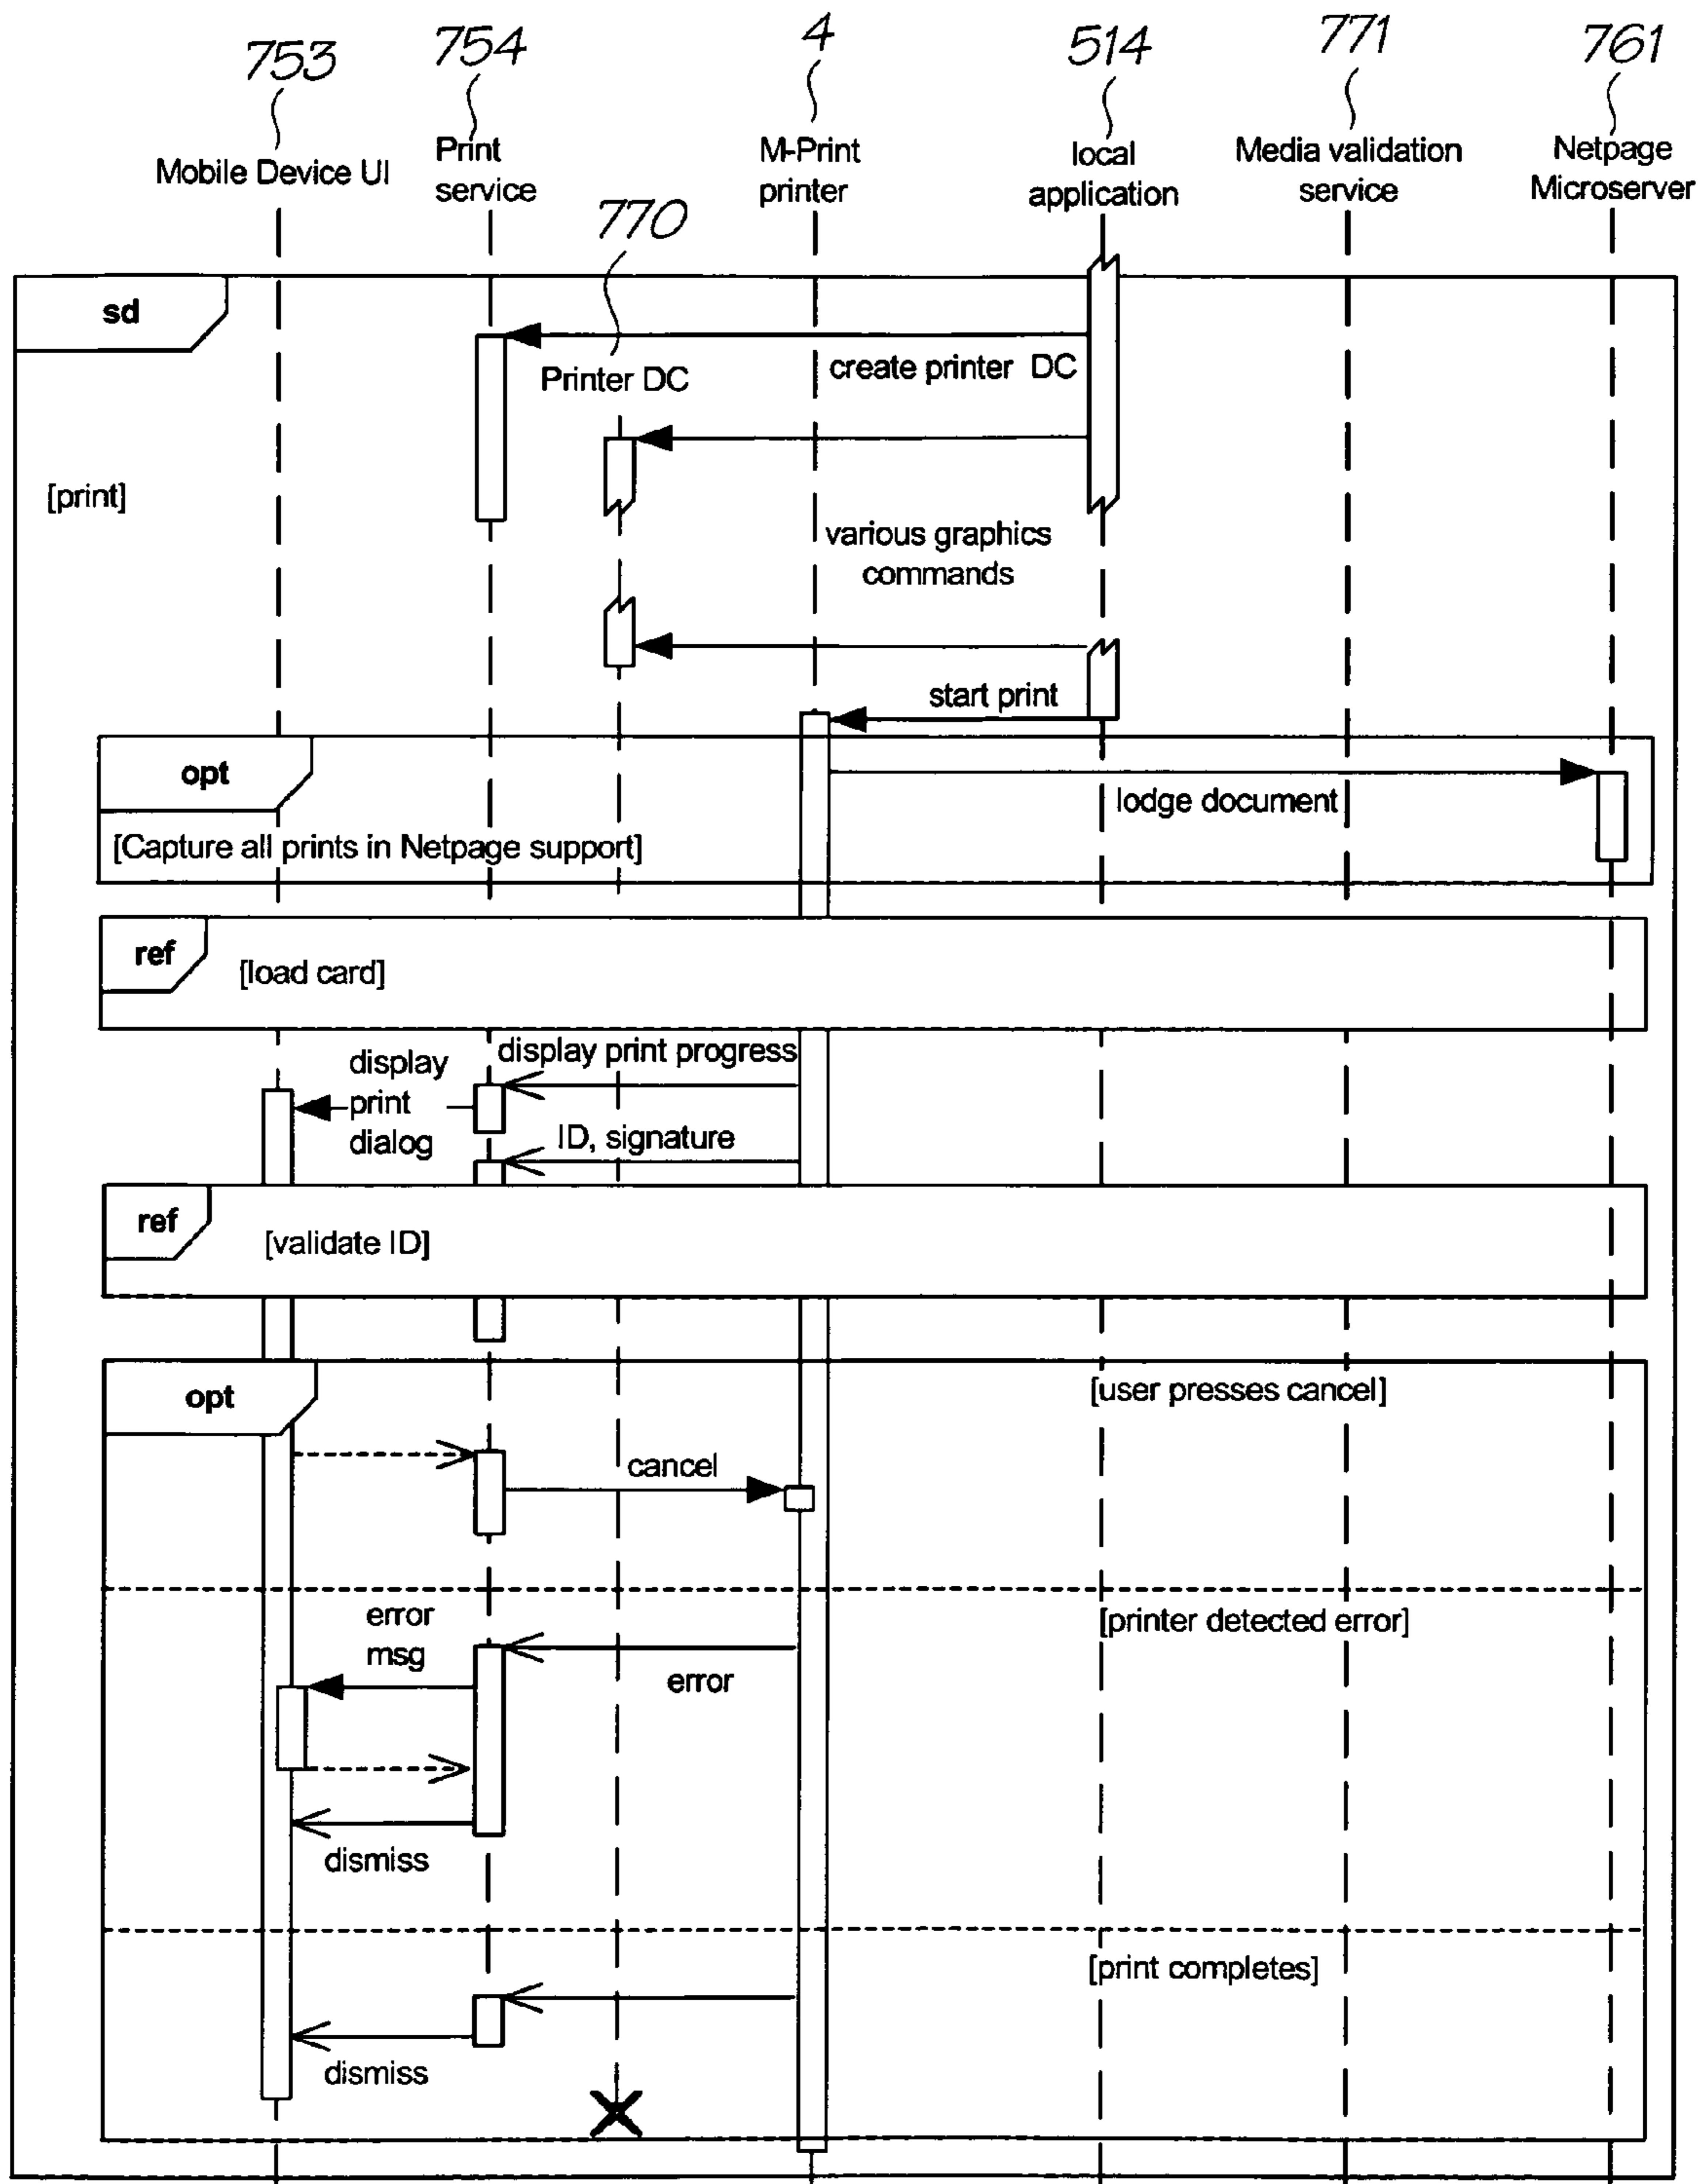 753
754
4
514
771
761
Mobile Device UI
Print
service
M-Print
printer
local
application
Media validation
service
Netpage
Microserver
770
sd
create printer DC
Printer DC
[print]
various graphics
commands
start print
opt
lodge document
[Capture all prints in Netpage support]
ref
[load card]
display print progress
display
print
dialog
ID, signature
ref
[validate ID]
opt
[user presses cancel]
cancel
error
msg
[printer detected error]
error
dismiss
[print completes]
dismiss